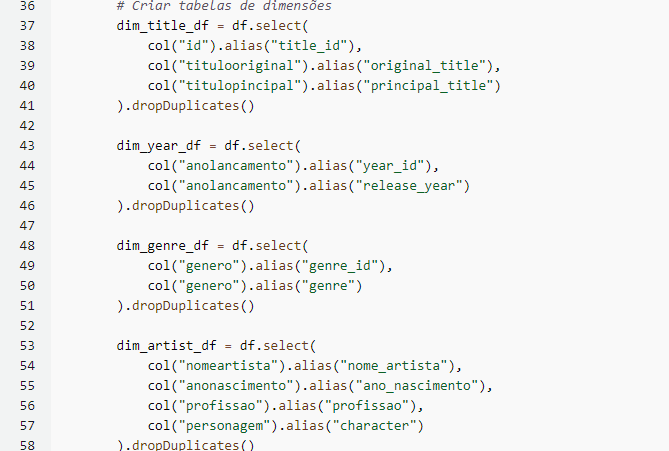 36 # Criar tabelas de dimensões
37 dim_title_df = df.select(
38 col("id").alias("title_id"),
39 col("titulooriginal").alias("original_title"),
40 col("titulopincipal").alias("principal_title")
41 ).dropDuplicates()
42
43 dim_year_df = df.select(
44 col("anolancamento").alias("year_id"),
45 col("anolancamento").alias("release_year")
46 ).dropDuplicates()
47
48 dim_genre_df = df.select(
49 col("genero").alias("genre_id"),
50 col("genero").alias("genre")
51 ).dropDuplicates()
52
53 dim_artist_df = df.select(
54 col("nomeartista").alias("nome_artista"),
55 col("anonascimento").alias("ano_nascimento"),
56 col("profissao").alias("profissao"),
57 col("personagem").alias("character")
58 ).dropDuplicates()